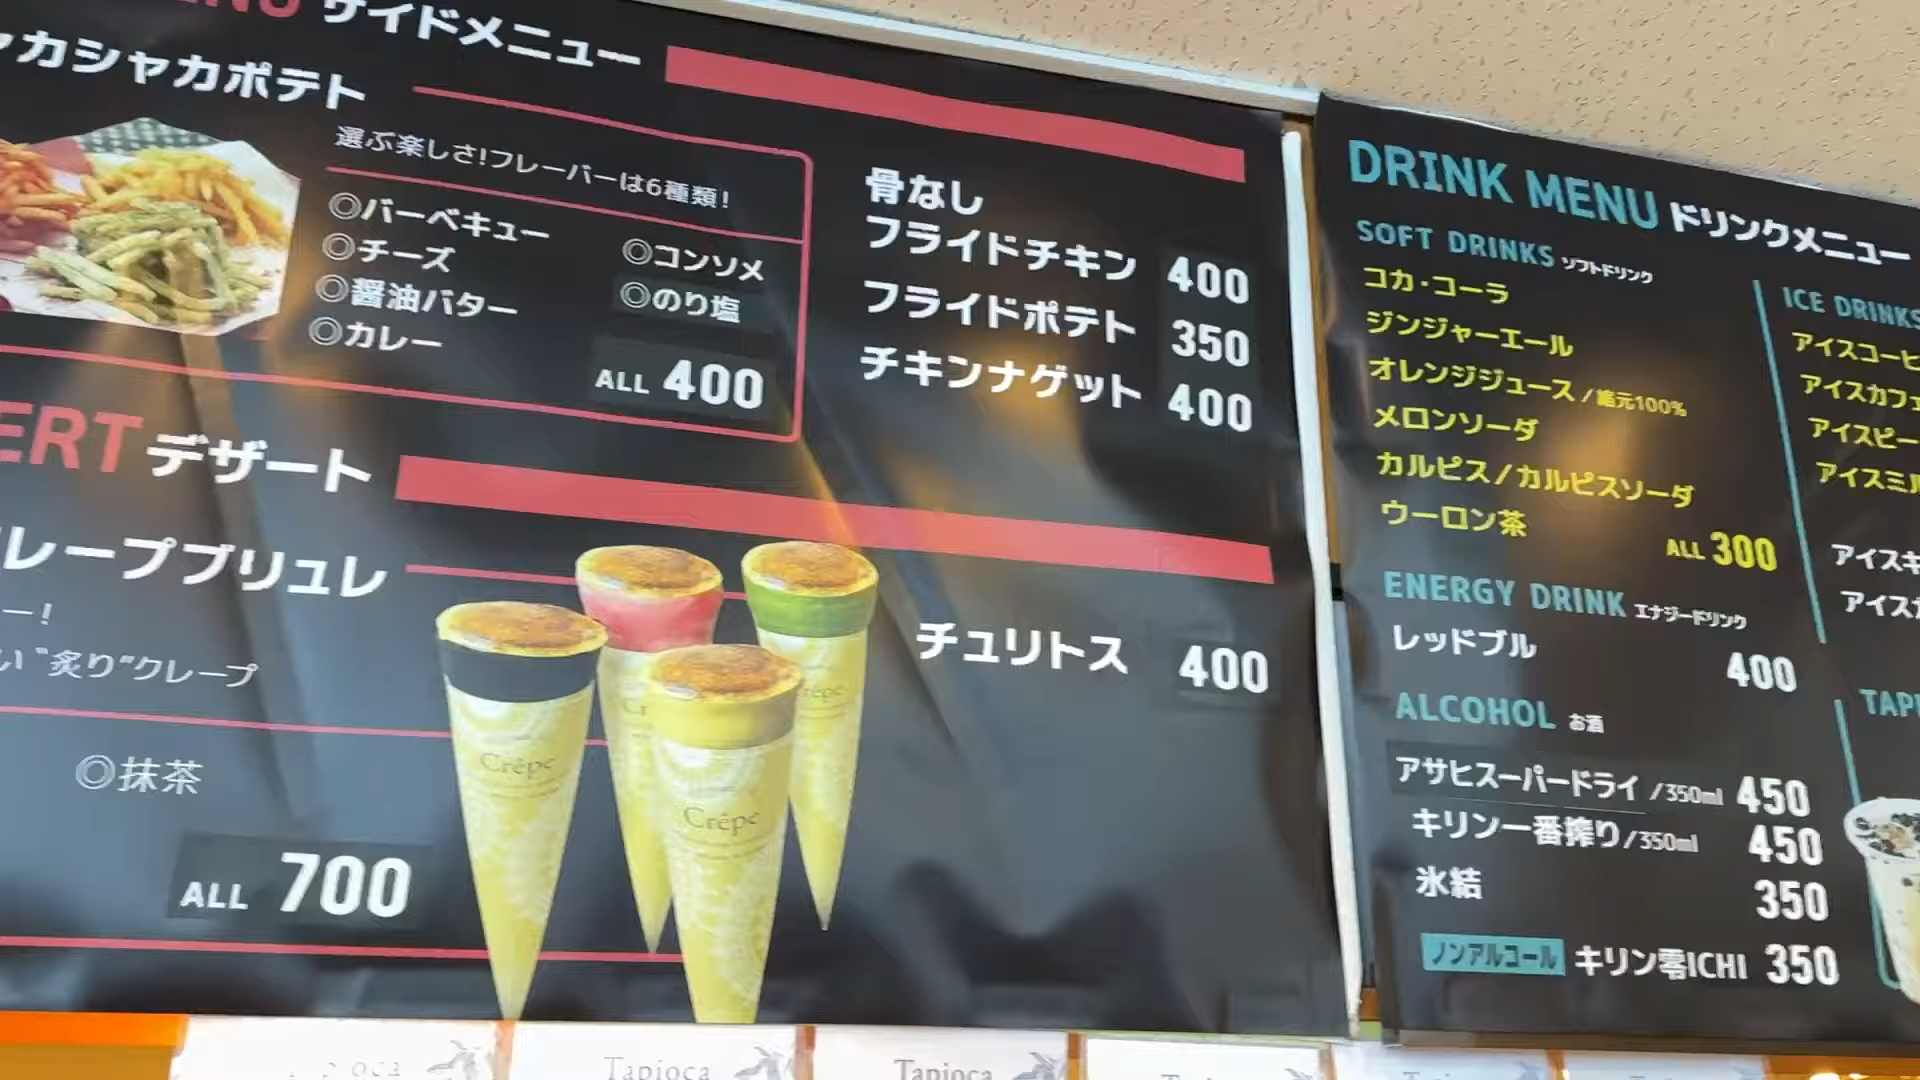 ENU サイドメニュー
ャカシャカポテト
選ぶ楽しさ!フレーバーは6種類!
◎バーベキュー
◎チーズ
◎醤油バター
◎カレー
◎コンソメ
◎のり塩
ALL 400
骨なし
フライドチキン 400
フライドポテト 350
チキンナゲット 400
ERT デザート
レープブリュレ
ー!
い "炙り"クレープ
◎抹茶
ALL 700
Crêpe
Crêpe
チュリトス 400
DRINK MENU ドリンクメニュー
SOFT DRINKS ソフトドリンク
コカ・コーラ
ジンジャーエール
オレンジジュース /還元100%
メロンソーダ
カルピス/カルピスソーダ
ウーロン茶
ALL 300
ENERGY DRINK エナジードリンク
レッドブル 400
ALCOHOL お酒
アサヒスーパードライ /350ml 450
キリン一番搾り/350ml 450
氷結 350
ノンアルコール キリン零ICHI 350
ICE DRINKS
アイスコーヒ
アイスカフェ
アイスピー
アイスミル
アイスキ
アイスカ
TAPI
Tapioca
Tapioca